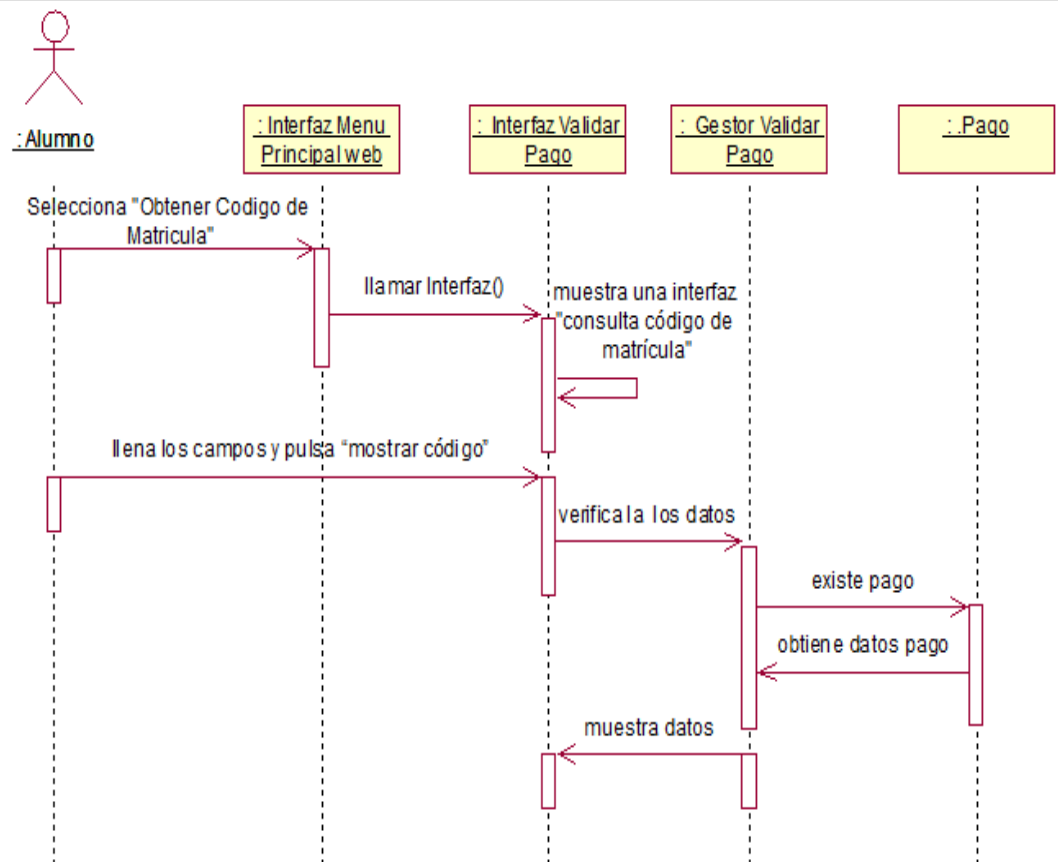 : Alumno
: Interfaz Menu
Principal web
: Interfaz Validar
Pago
: Gestor Validar
Pago
: .Pago
Selecciona "Obtener Codigo de
Matricula"
llamar Interfaz()
muestra una interfaz
"consulta código de
matrícula"
llena los campos y pulsa “mostrar código”
verifica la los datos
existe pago
obtiene datos pago
muestra datos